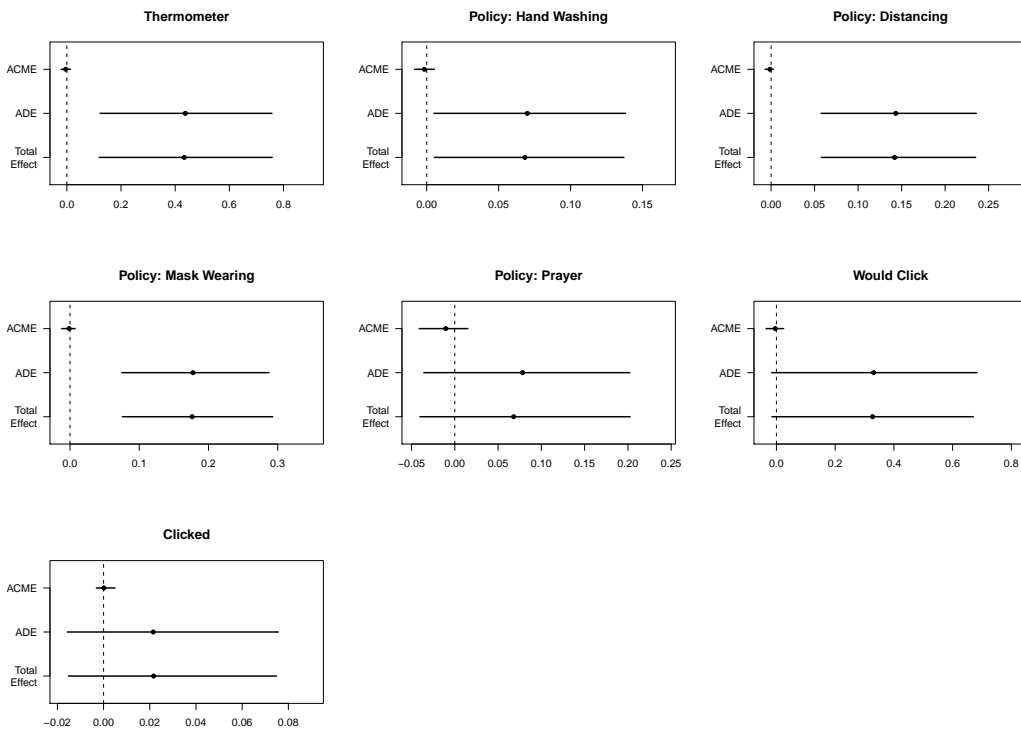 Thermometer
ACME
ADE
Total
Effect
0.0 0.2 0.4 0.6 0.8
Policy: Hand Washing
ACME
ADE
Total
Effect
0.00 0.05 0.10 0.15
Policy: Distancing
ACME
ADE
Total
Effect
0.00 0.05 0.10 0.15 0.20 0.25
Policy: Mask Wearing
ACME
ADE
Total
Effect
0.0 0.1 0.2 0.3
Policy: Prayer
ACME
ADE
Total
Effect
−0.05 0.00 0.05 0.10 0.15 0.20 0.25
Would Click
ACME
ADE
Total
Effect
0.0 0.2 0.4 0.6 0.8
Clicked
ACME
ADE
Total
Effect
−0.02 0.00 0.02 0.04 0.06 0.08